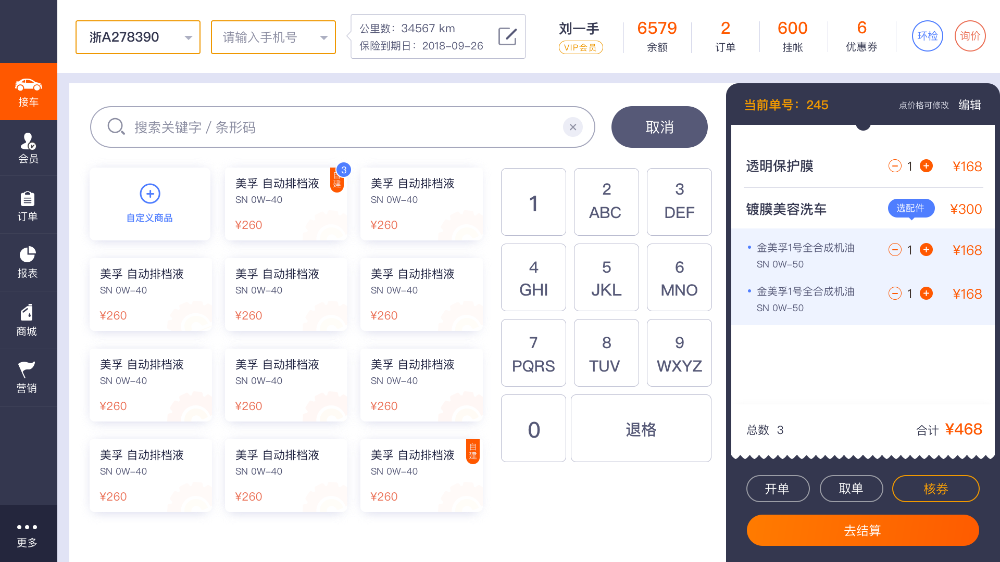 浙A278390
请输入手机号
公里数：34567 km
保险到期日：2018-09-26
刘一手
VIP会员
6579
余额
2
订单
600
挂帐
6
优惠券
环检
询价
接车
会员
订单
报表
商城
营销
更多
搜索关键字 / 条形码
取消
自定义商品
美孚 自动排档液
SN 0W-40
¥260
自建
3
美孚 自动排档液
SN 0W-40
¥260
美孚 自动排档液
SN 0W-40
¥260
美孚 自动排档液
SN 0W-40
¥260
美孚 自动排档液
SN 0W-40
¥260
美孚 自动排档液
SN 0W-40
¥260
美孚 自动排档液
SN 0W-40
¥260
美孚 自动排档液
SN 0W-40
¥260
美孚 自动排档液
SN 0W-40
¥260
美孚 自动排档液
SN 0W-40
¥260
美孚 自动排档液
SN 0W-40
¥260
自建
1
2
ABC
3
DEF
4
GHI
5
JKL
6
MNO
7
PQRS
8
TUV
9
WXYZ
0
退格
当前单号：245
点价格可修改
编辑
透明保护膜
1
¥168
镀膜美容洗车
选配件
¥300
金美孚1号全合成机油
SN 0W-50
1
¥168
金美孚1号全合成机油
SN 0W-50
1
¥168
总数 3
合计 ¥468
开单
取单
核券
去结算